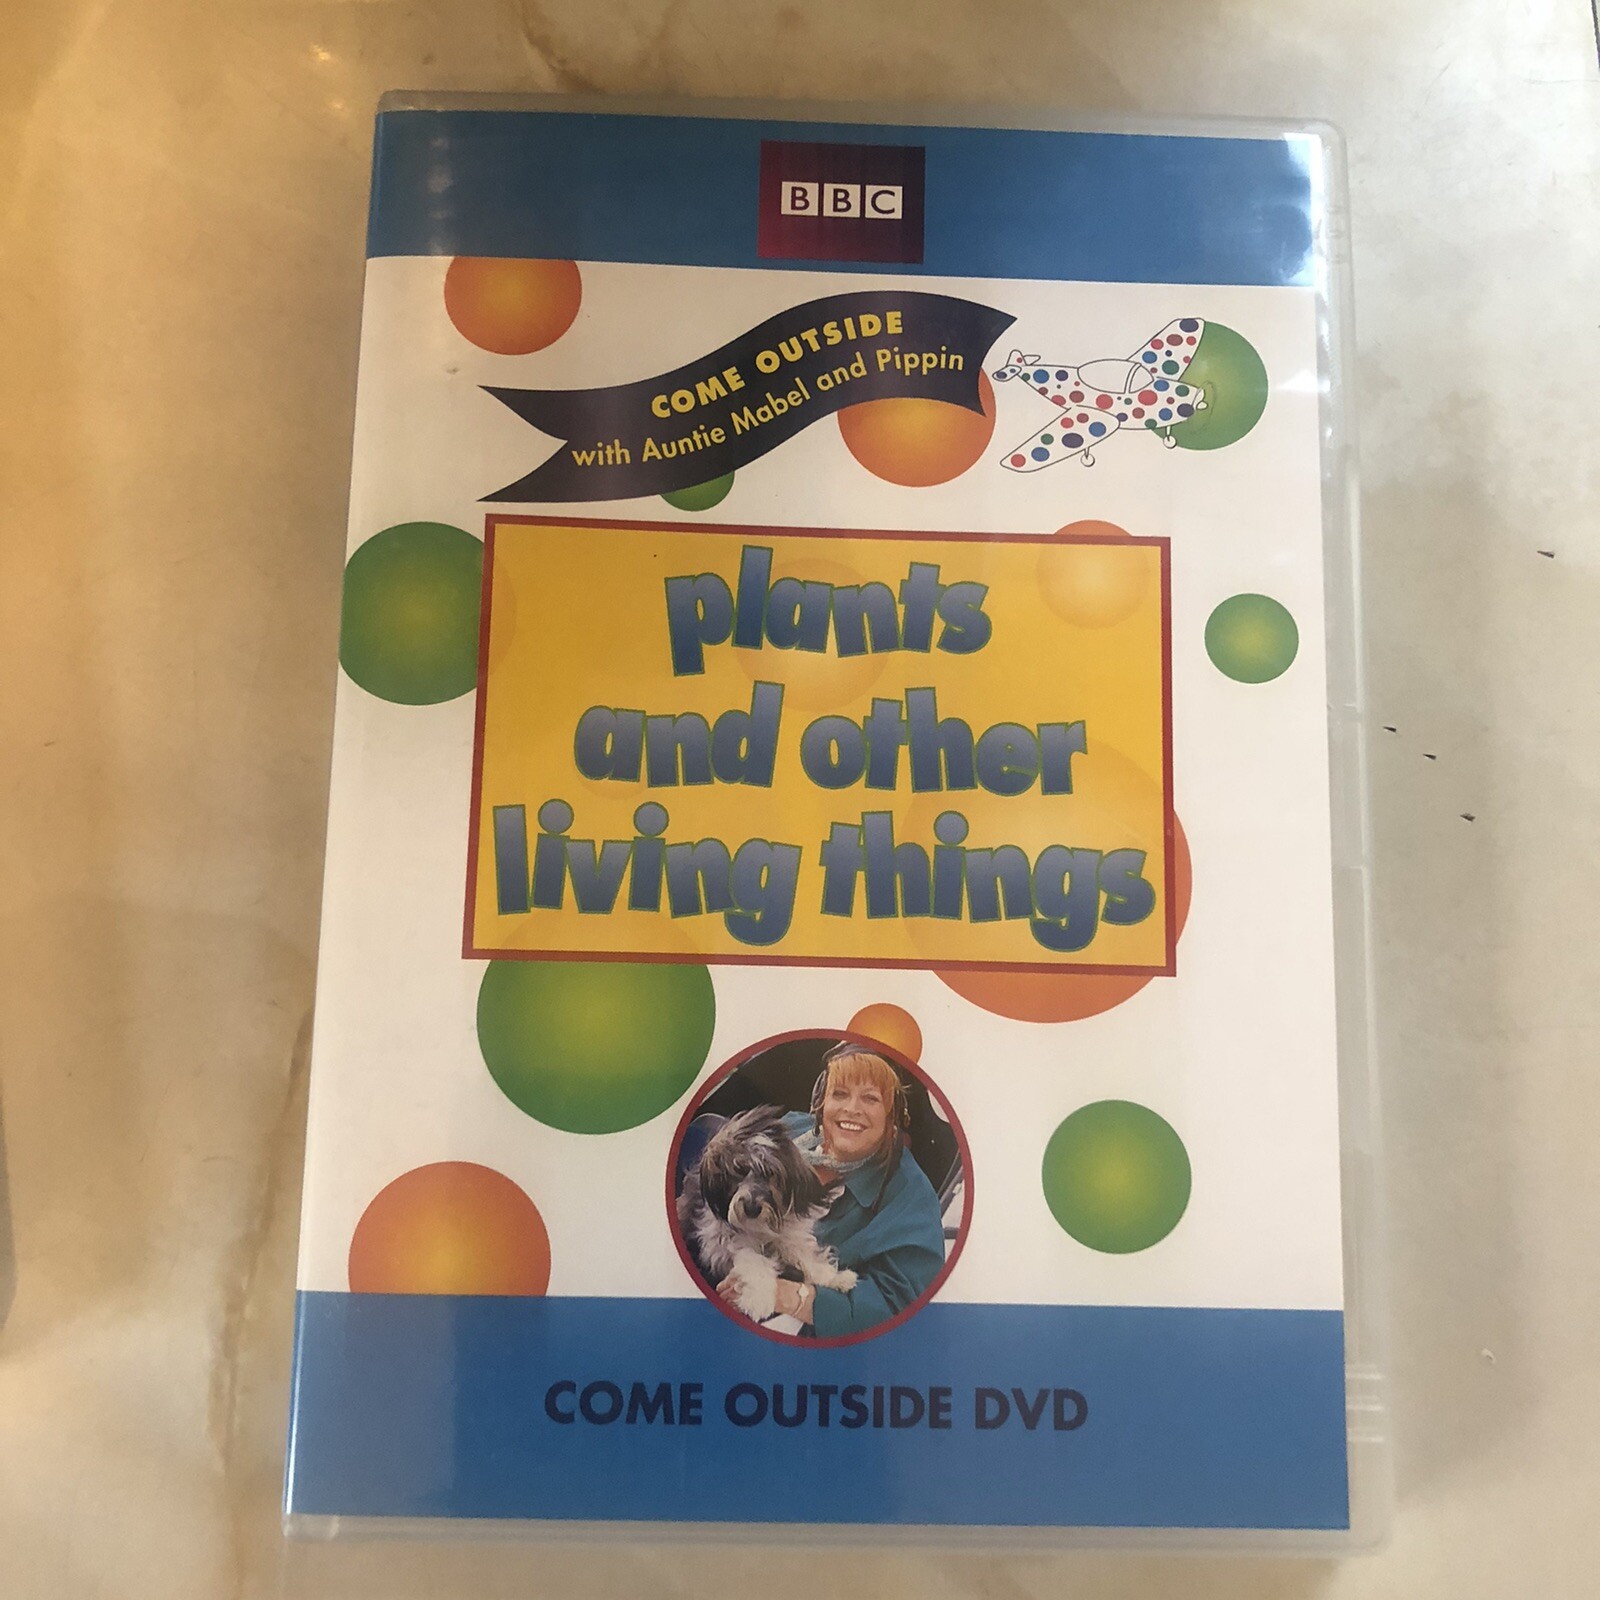 BBC
COME OUTSIDE
with Auntie Mabel and Pippin
plants
and other
living things
COME OUTSIDE DVD